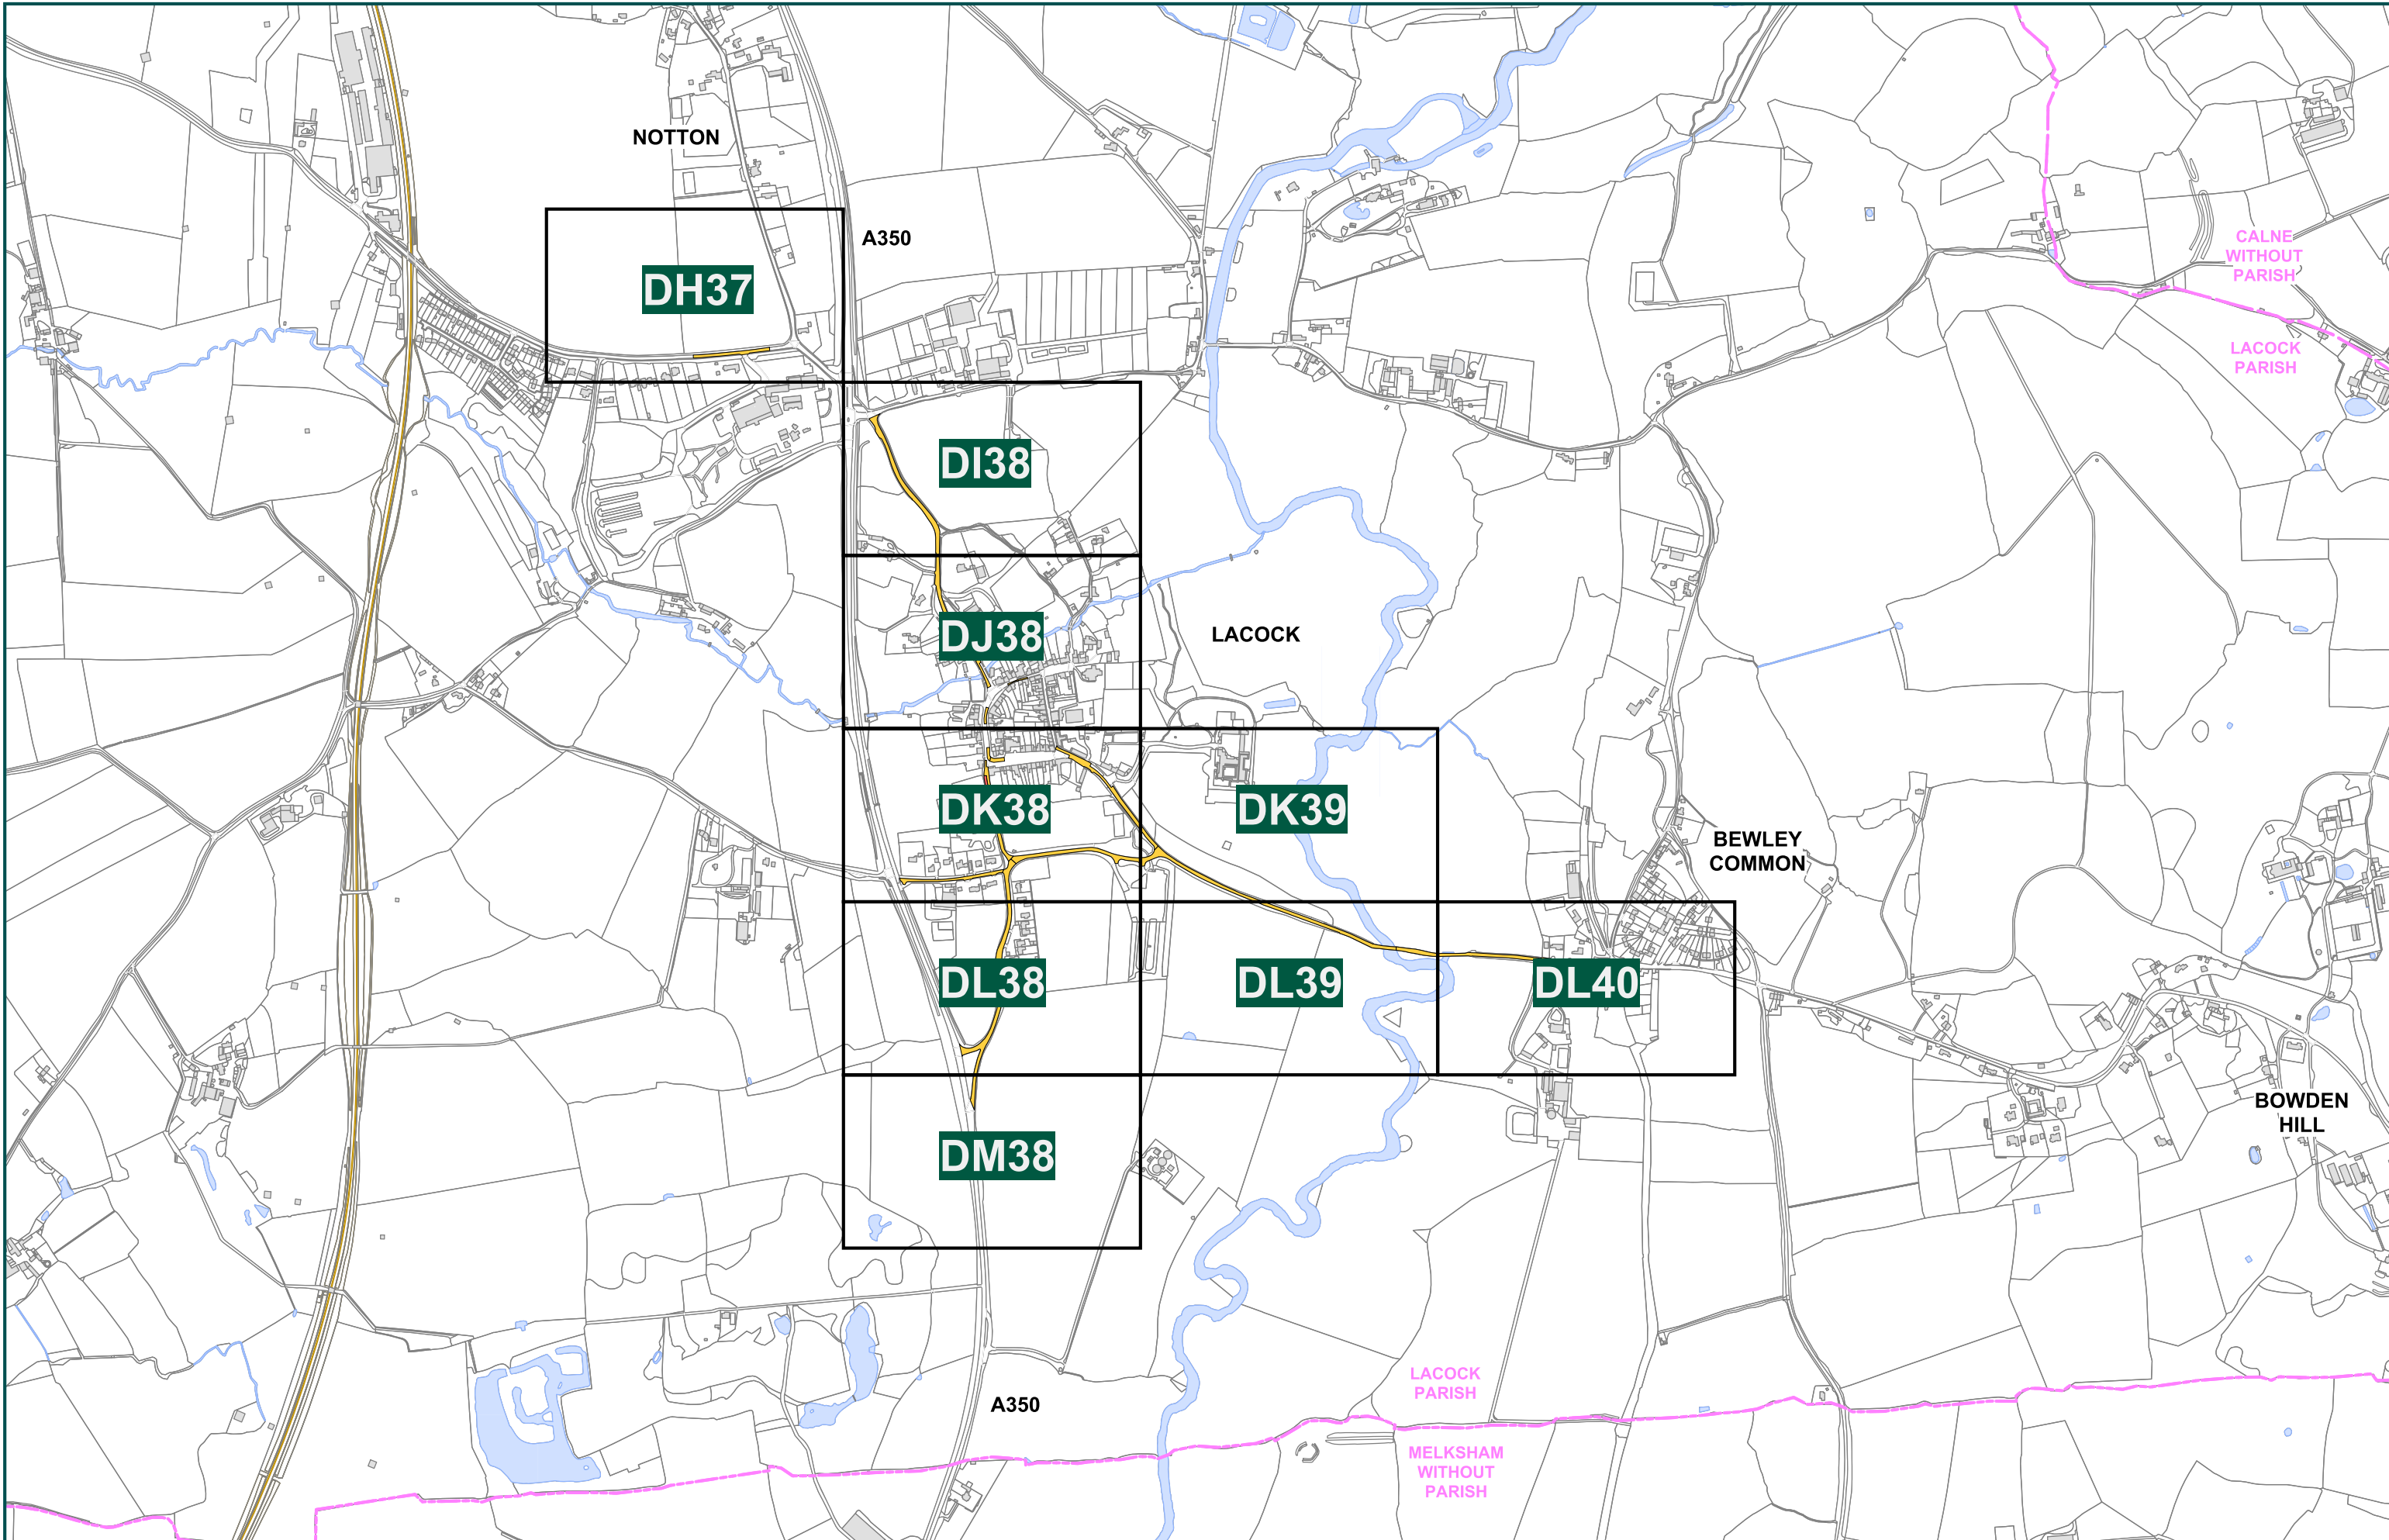 NOTTON
A350
CALNE
WITHOUT
PARISH
DH37
LACOCK
PARISH
DI38
DJ38
LACOCK
DK38
DK39
BEWLEY
COMMON
DL38
DL39
DL40
BOWDEN
HILL
DM38
LACOCK
PARISH
A350
MELKSHAM
WITHOUT
PARISH